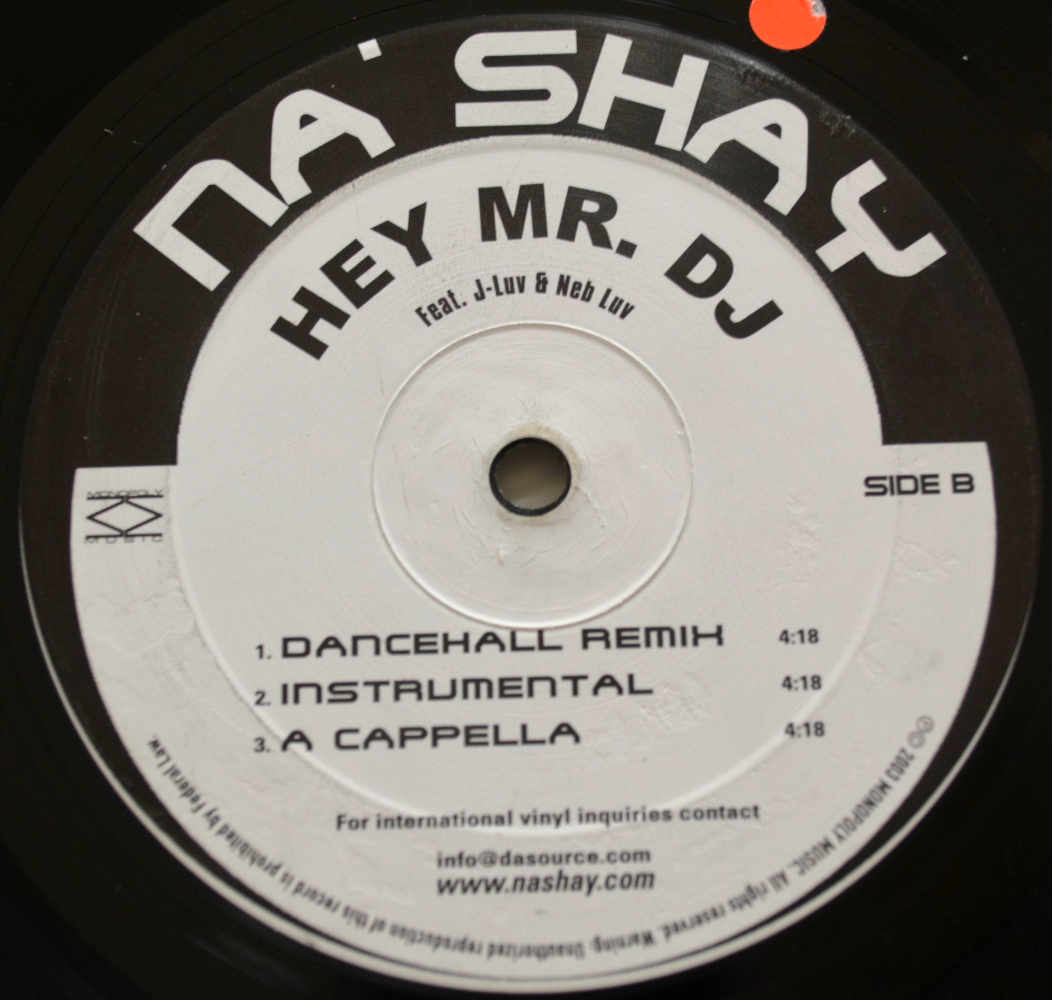 NA'SHAY
HEY MR. DJ
Feat. J-Luv & Neb Luv
MONOPOLY
MUSIC
SIDE B
1. DANCEHALL REMIX 4:18
2. INSTRUMENTAL 4:18
3. A CAPPELLA 4:18
For international vinyl inquiries contact
info@dasource.com
www.nashay.com
℗© 2003 MONOPOLY MUSIC. All rights reserved. Warning: Unauthorized reproduction of this record is prohibited by Federal Law.